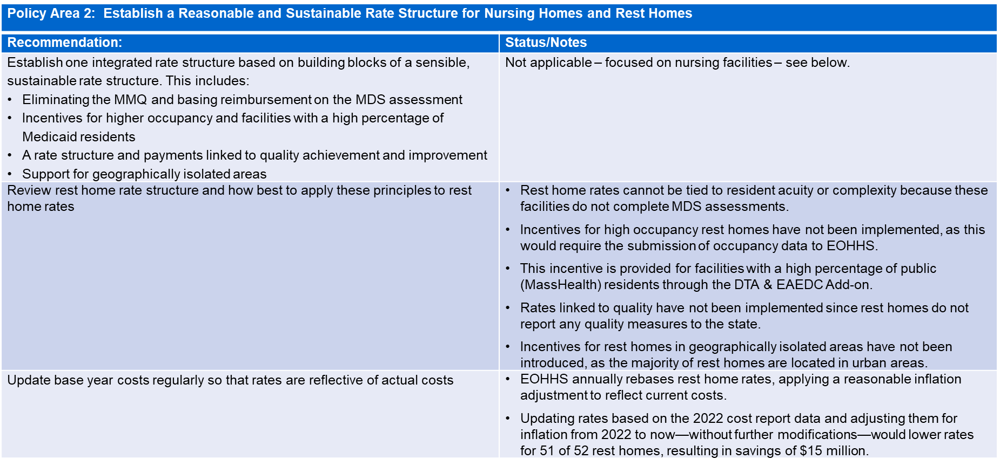 Policy Area 2:  Establish a Reasonable and Sustainable Rate Structure for Nursing Homes and Rest Homes
Recommendation:
Status/Notes
Establish one integrated rate structure based on building blocks of a sensible,
sustainable rate structure. This includes:
• Eliminating the MMQ and basing reimbursement on the MDS assessment
• Incentives for higher occupancy and facilities with a high percentage of
Medicaid residents
• A rate structure and payments linked to quality achievement and improvement
• Support for geographically isolated areas
Not applicable – focused on nursing facilities – see below.
Review rest home rate structure and how best to apply these principles to rest
home rates
• Rest home rates cannot be tied to resident acuity or complexity because these
facilities do not complete MDS assessments.
• Incentives for high occupancy rest homes have not been implemented, as this
would require the submission of occupancy data to EOHHS.
• This incentive is provided for facilities with a high percentage of public
(MassHealth) residents through the DTA & EAEDC Add-on.
• Rates linked to quality have not been implemented since rest homes do not
report any quality measures to the state.
• Incentives for rest homes in geographically isolated areas have not been
introduced, as the majority of rest homes are located in urban areas.
Update base year costs regularly so that rates are reflective of actual costs
• EOHHS annually rebases rest home rates, applying a reasonable inflation
adjustment to reflect current costs.
• Updating rates based on the 2022 cost report data and adjusting them for
inflation from 2022 to now—without further modifications—would lower rates
for 51 of 52 rest homes, resulting in savings of $15 million.